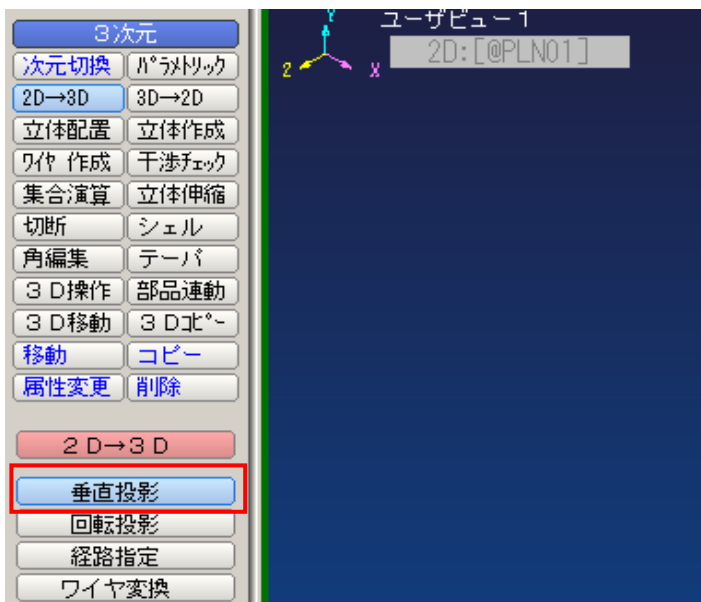 ３次元
次元切換 ﾊﾟﾗﾒﾄﾘｯｸ
2D→3D 3D→2D
立体配置 立体作成
ﾜｲﾔ 作成 干渉ﾁｪｯｸ
集合演算 立体伸縮
切断 シェル
角編集 テーパ
３Ｄ操作 部品連動
３Ｄ移動 ３Ｄｺﾋﾟｰ
移動 コピー
属性変更 削除
２Ｄ→３Ｄ
垂直投影
回転投影
経路指定
ワイヤ変換
ユーザビュー１
2D:[@PLN01]
Y
Z X